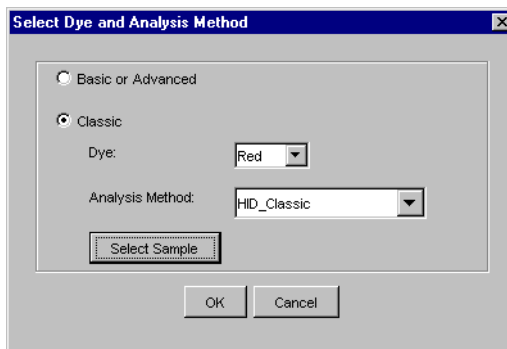 Select Dye and Analysis Method
Basic or Advanced
Classic
Dye: Red
Analysis Method: HID_Classic
Select Sample
OK Cancel